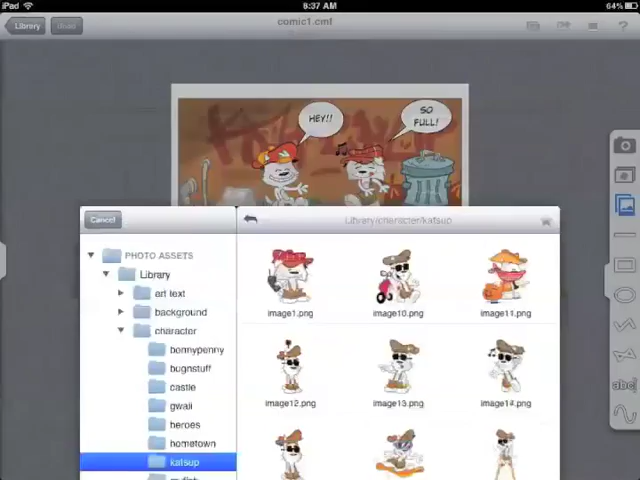 iPad
8:37 AM
64%
Library
comic1.cmf
?
HEY!!
SO
FULL!
Cancel
Library/character/katsup
PHOTO ASSETS
Library
art text
background
character
bonnypenny
bugnstuff
castle
gwaii
heroes
hometown
katsup
image1.png
image10.png
image11.png
image12.png
image13.png
image14.png
abc